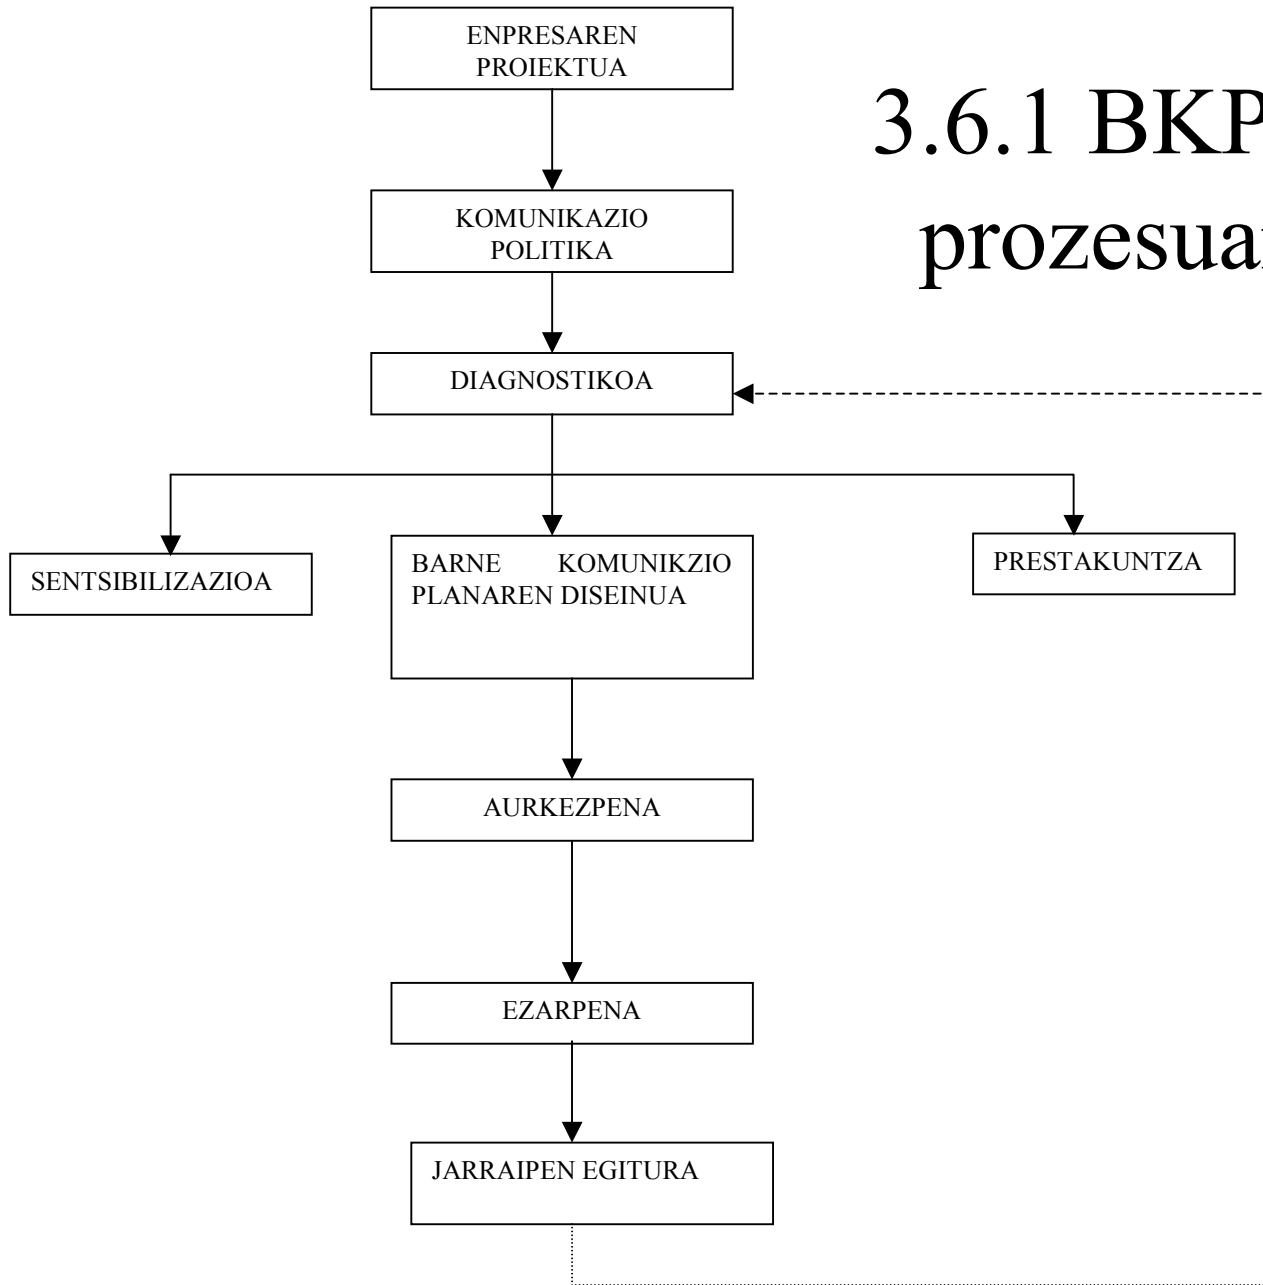 ENPRESAREN
PROIEKTUA
3.6.1 BKP
KOMUNIKAZIO
POLITIKA
DIAGNOSTIKOA
SENTSIBILIZAZIOA
BARNE KOMUNIKZIO
PLANAREN DISEINUA
PRESTAKUNTZA
AURKEZPENA
EZARPENA
JARRAIPEN EGITURA